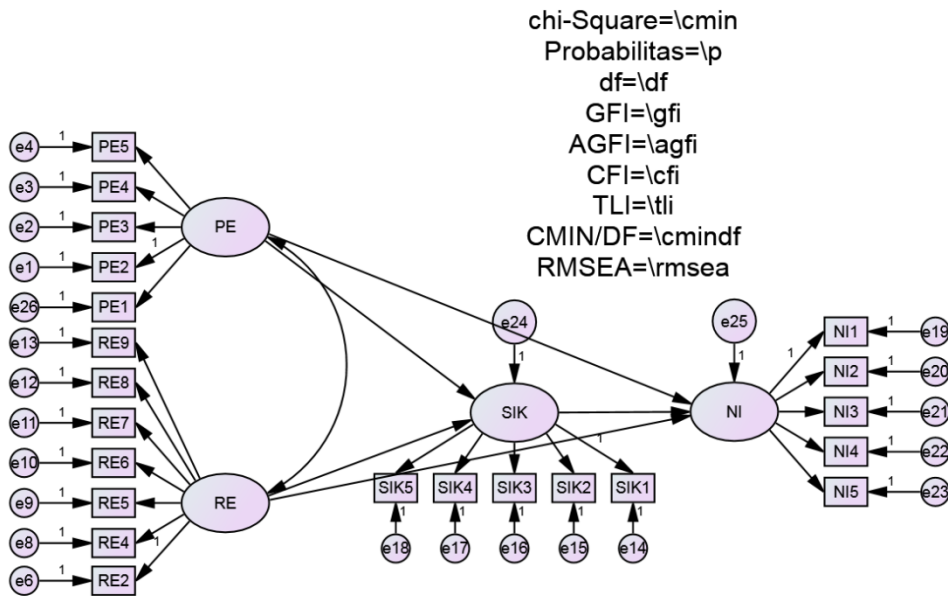 chi-Square=\cmin
Probabilitas=\p
df=\df
GFI=\gfi
AGFI=\agfi
CFI=\cfi
TLI=\tli
CMIN/DF=\cmindf
RMSEA=\rmsea
e4 1 PE5
e3 1 PE4
e2 1 PE3
PE
e1 1 PE2 1
e26 1 PE1
e13 1 RE9
e12 1 RE8
e11 1 RE7
e10 1 RE6
e9 1 RE5
RE
e8 1 RE4 1
e6 1 RE2
e24
1
SIK
1
SIK5 SIK4 SIK3 SIK2 SIK1
1 1 1 1 1
e18 e17 e16 e15 e14
e25
1
NI
1
NI1 1 e19
NI2 1 e20
NI3 1 e21
NI4 1 e22
NI5 1 e23